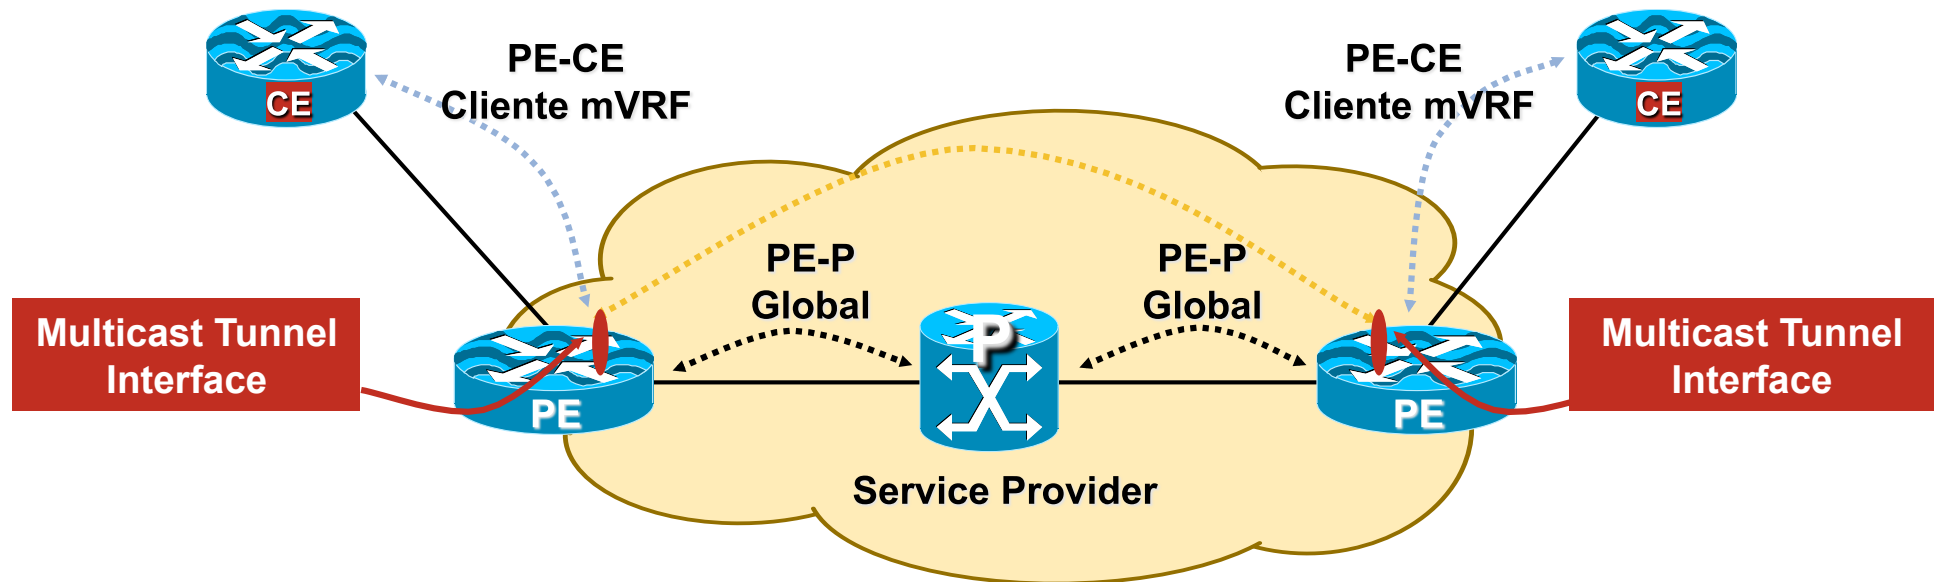 PE-CE
Cliente mVRF
PE-CE
Cliente mVRF
CE
CE
PE-P
Global
PE-P
Global
Multicast Tunnel
Interface
Multicast Tunnel
Interface
P
PE
PE
Service Provider